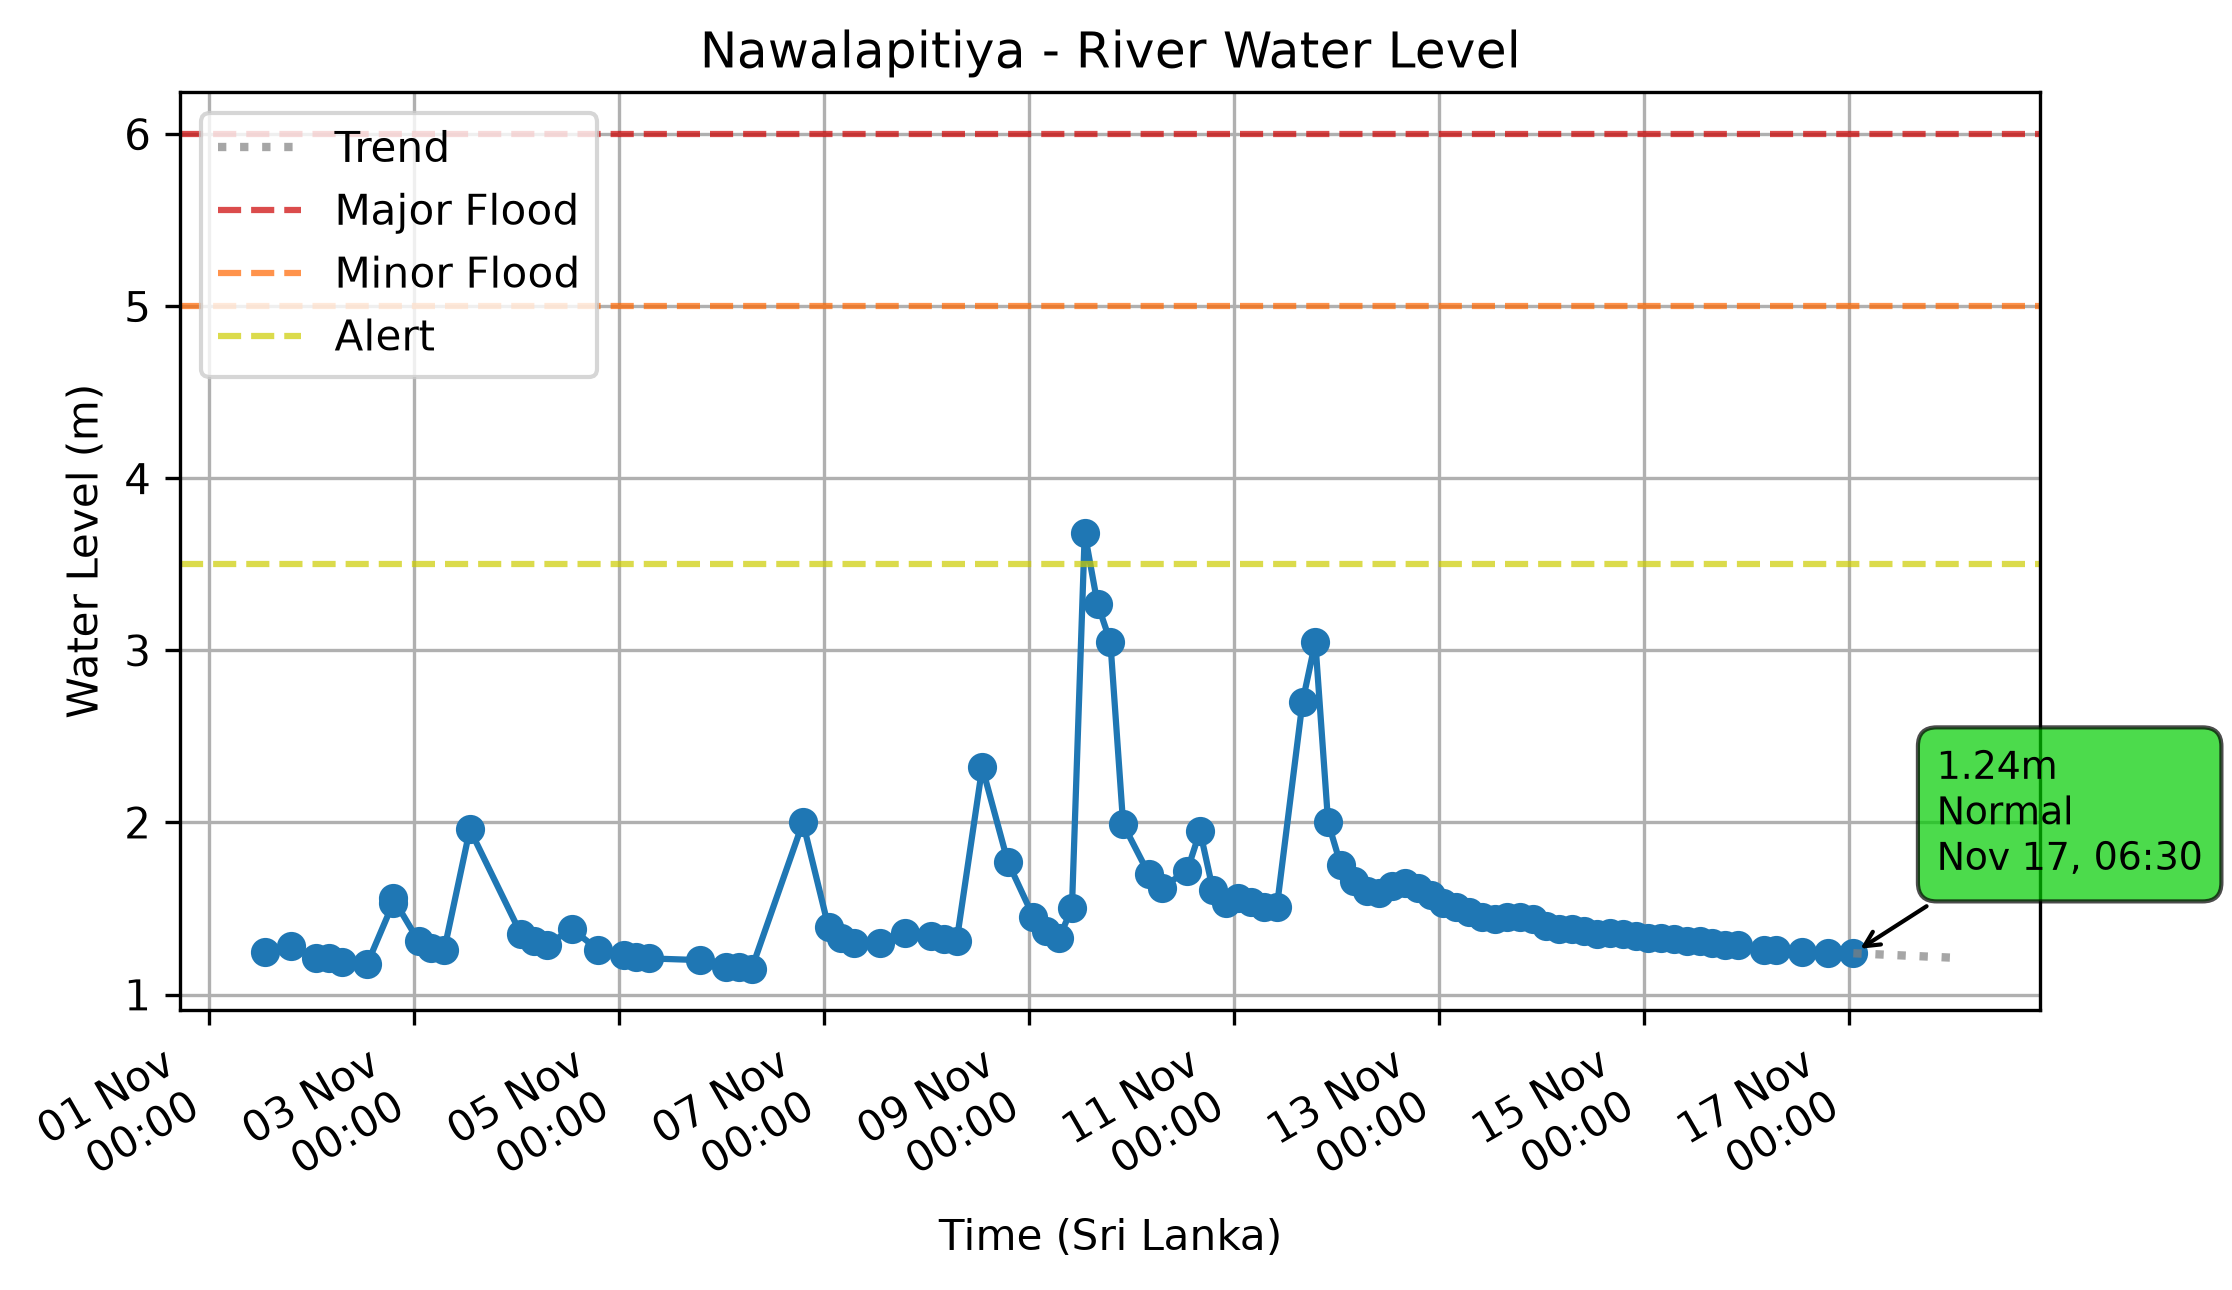 Nawalapitiya - River Water Level
Trend
Major Flood
Minor Flood
Alert
6
5
4
3
2
1
Water Level (m)
1.24m
Normal
Nov 17, 06:30
01 Nov
00:00
03 Nov
00:00
05 Nov
00:00
07 Nov
00:00
09 Nov
00:00
11 Nov
00:00
13 Nov
00:00
15 Nov
00:00
17 Nov
00:00
Time (Sri Lanka)